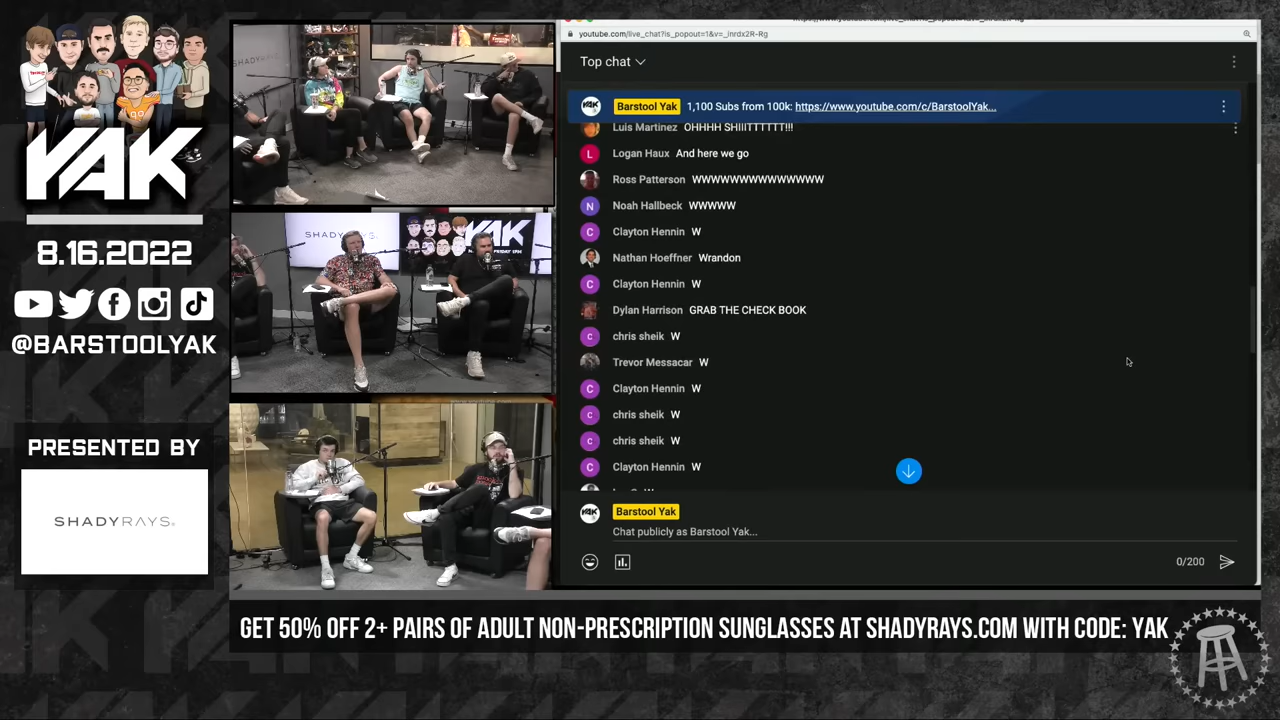 YAK
8.16.2022
@BARSTOOLYAK
PRESENTED BY
SHADYRAYS®
SHADYRAYS.
YAK
youtube.com/live_chat?is_popout=1&v=_inrdx2R-Rg
Top chat
YAK
Barstool Yak 1,100 Subs from 100k: https://www.youtube.com/c/BarstoolYak...
Luis Martinez OHHHH SHIIITTTTTT!!!
L Logan Haux And here we go
Ross Patterson WWWWWWWWWWWWWWW
N Noah Hallbeck WWWWW
C Clayton Hennin W
Nathan Hoeffner Wrandon
C Clayton Hennin W
Dylan Harrison GRAB THE CHECK BOOK
c chris sheik W
Trevor Messacar W
C Clayton Hennin W
c chris sheik W
c chris sheik W
C Clayton Hennin W
YAK
Barstool Yak
Chat publicly as Barstool Yak...
0/200
GET 50% OFF 2+ PAIRS OF ADULT NON-PRESCRIPTION SUNGLASSES AT SHADYRAYS.COM WITH CODE: YAK